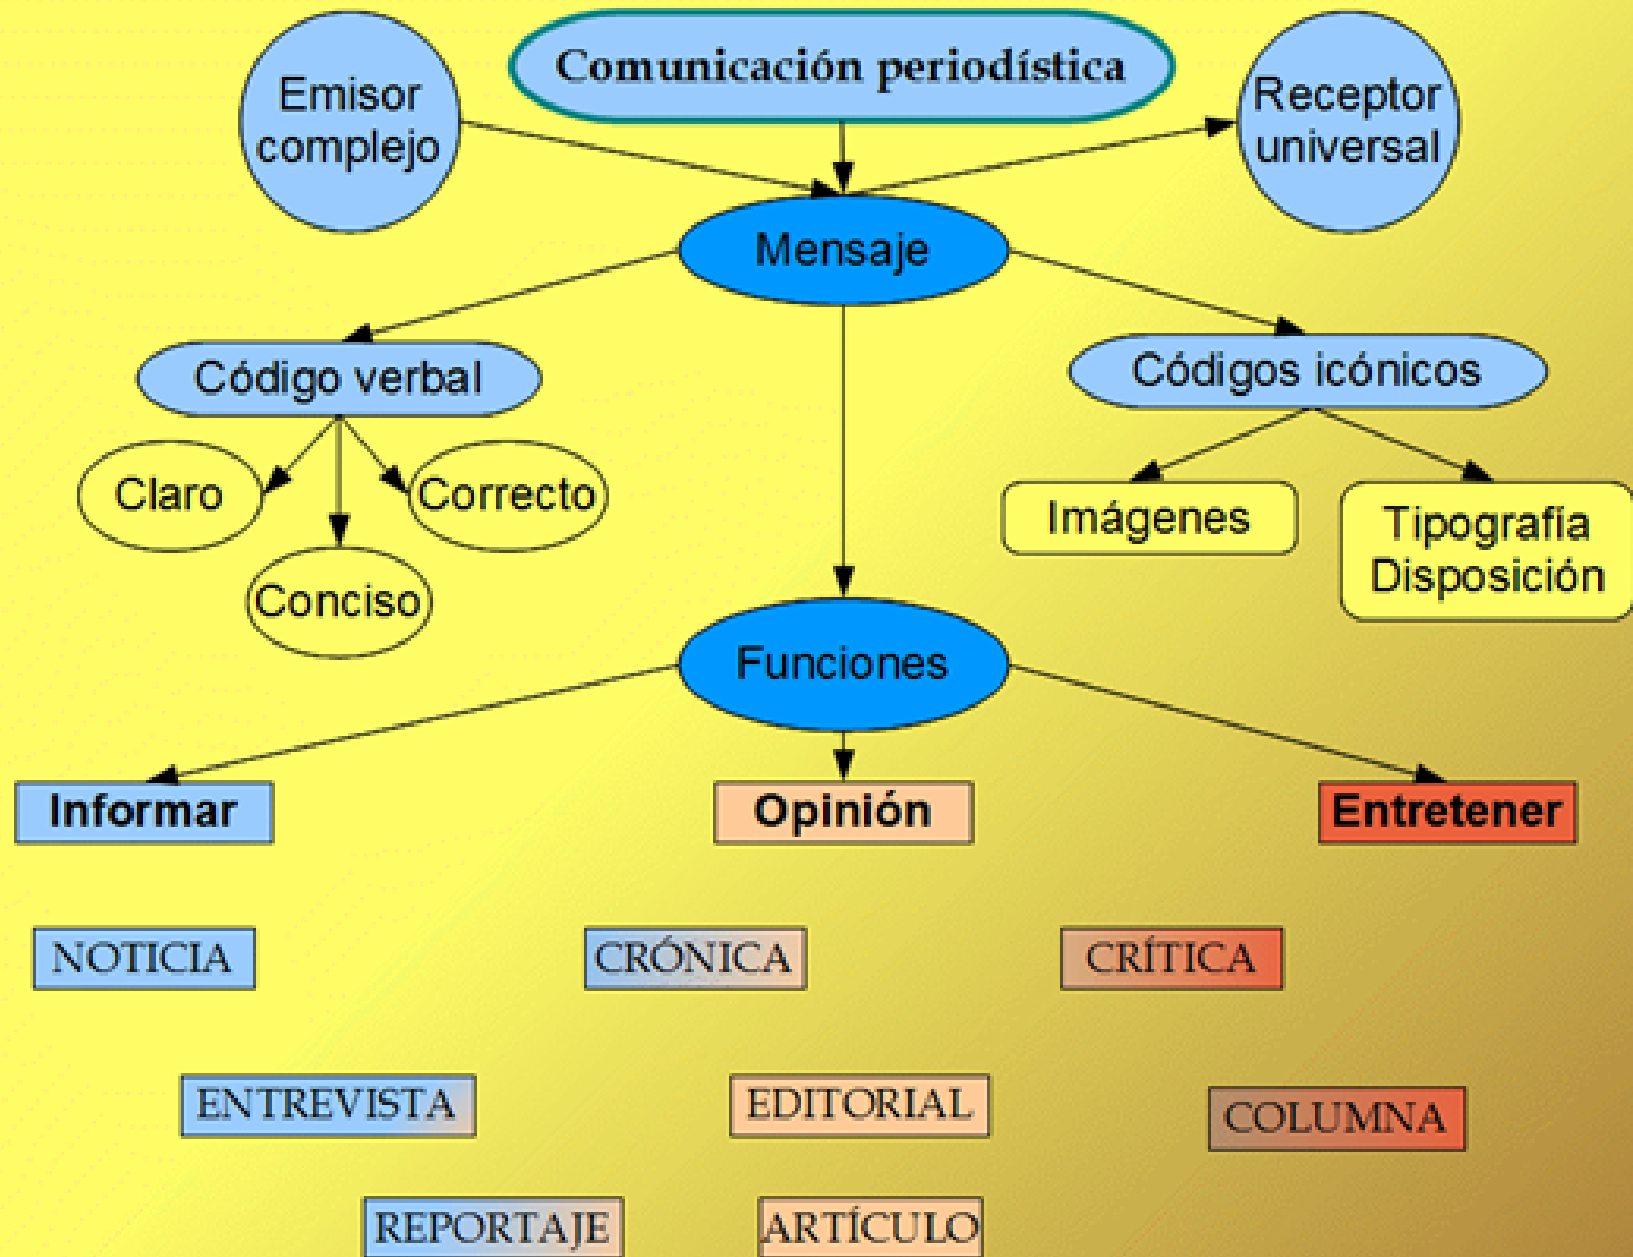 Comunicación periodística
Emisor
complejo
Receptor
universal
Mensaje
Código verbal
Códigos icónicos
Claro
Correcto
Conciso
Imágenes
Tipografía
Disposición
Funciones
Informar
Opinión
Entretener
NOTICIA
CRÓNICA
CRÍTICA
ENTREVISTA
EDITORIAL
COLUMNA
REPORTAJE
ARTÍCULO